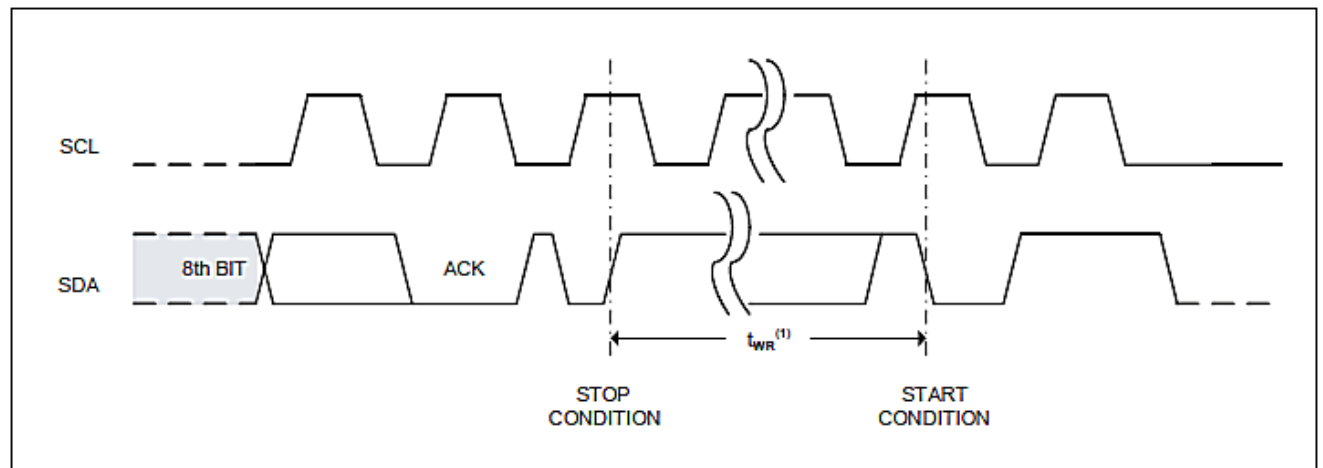 SCL
8th BIT
ACK
SDA
tWR(1)
STOP
CONDITION
START
CONDITION